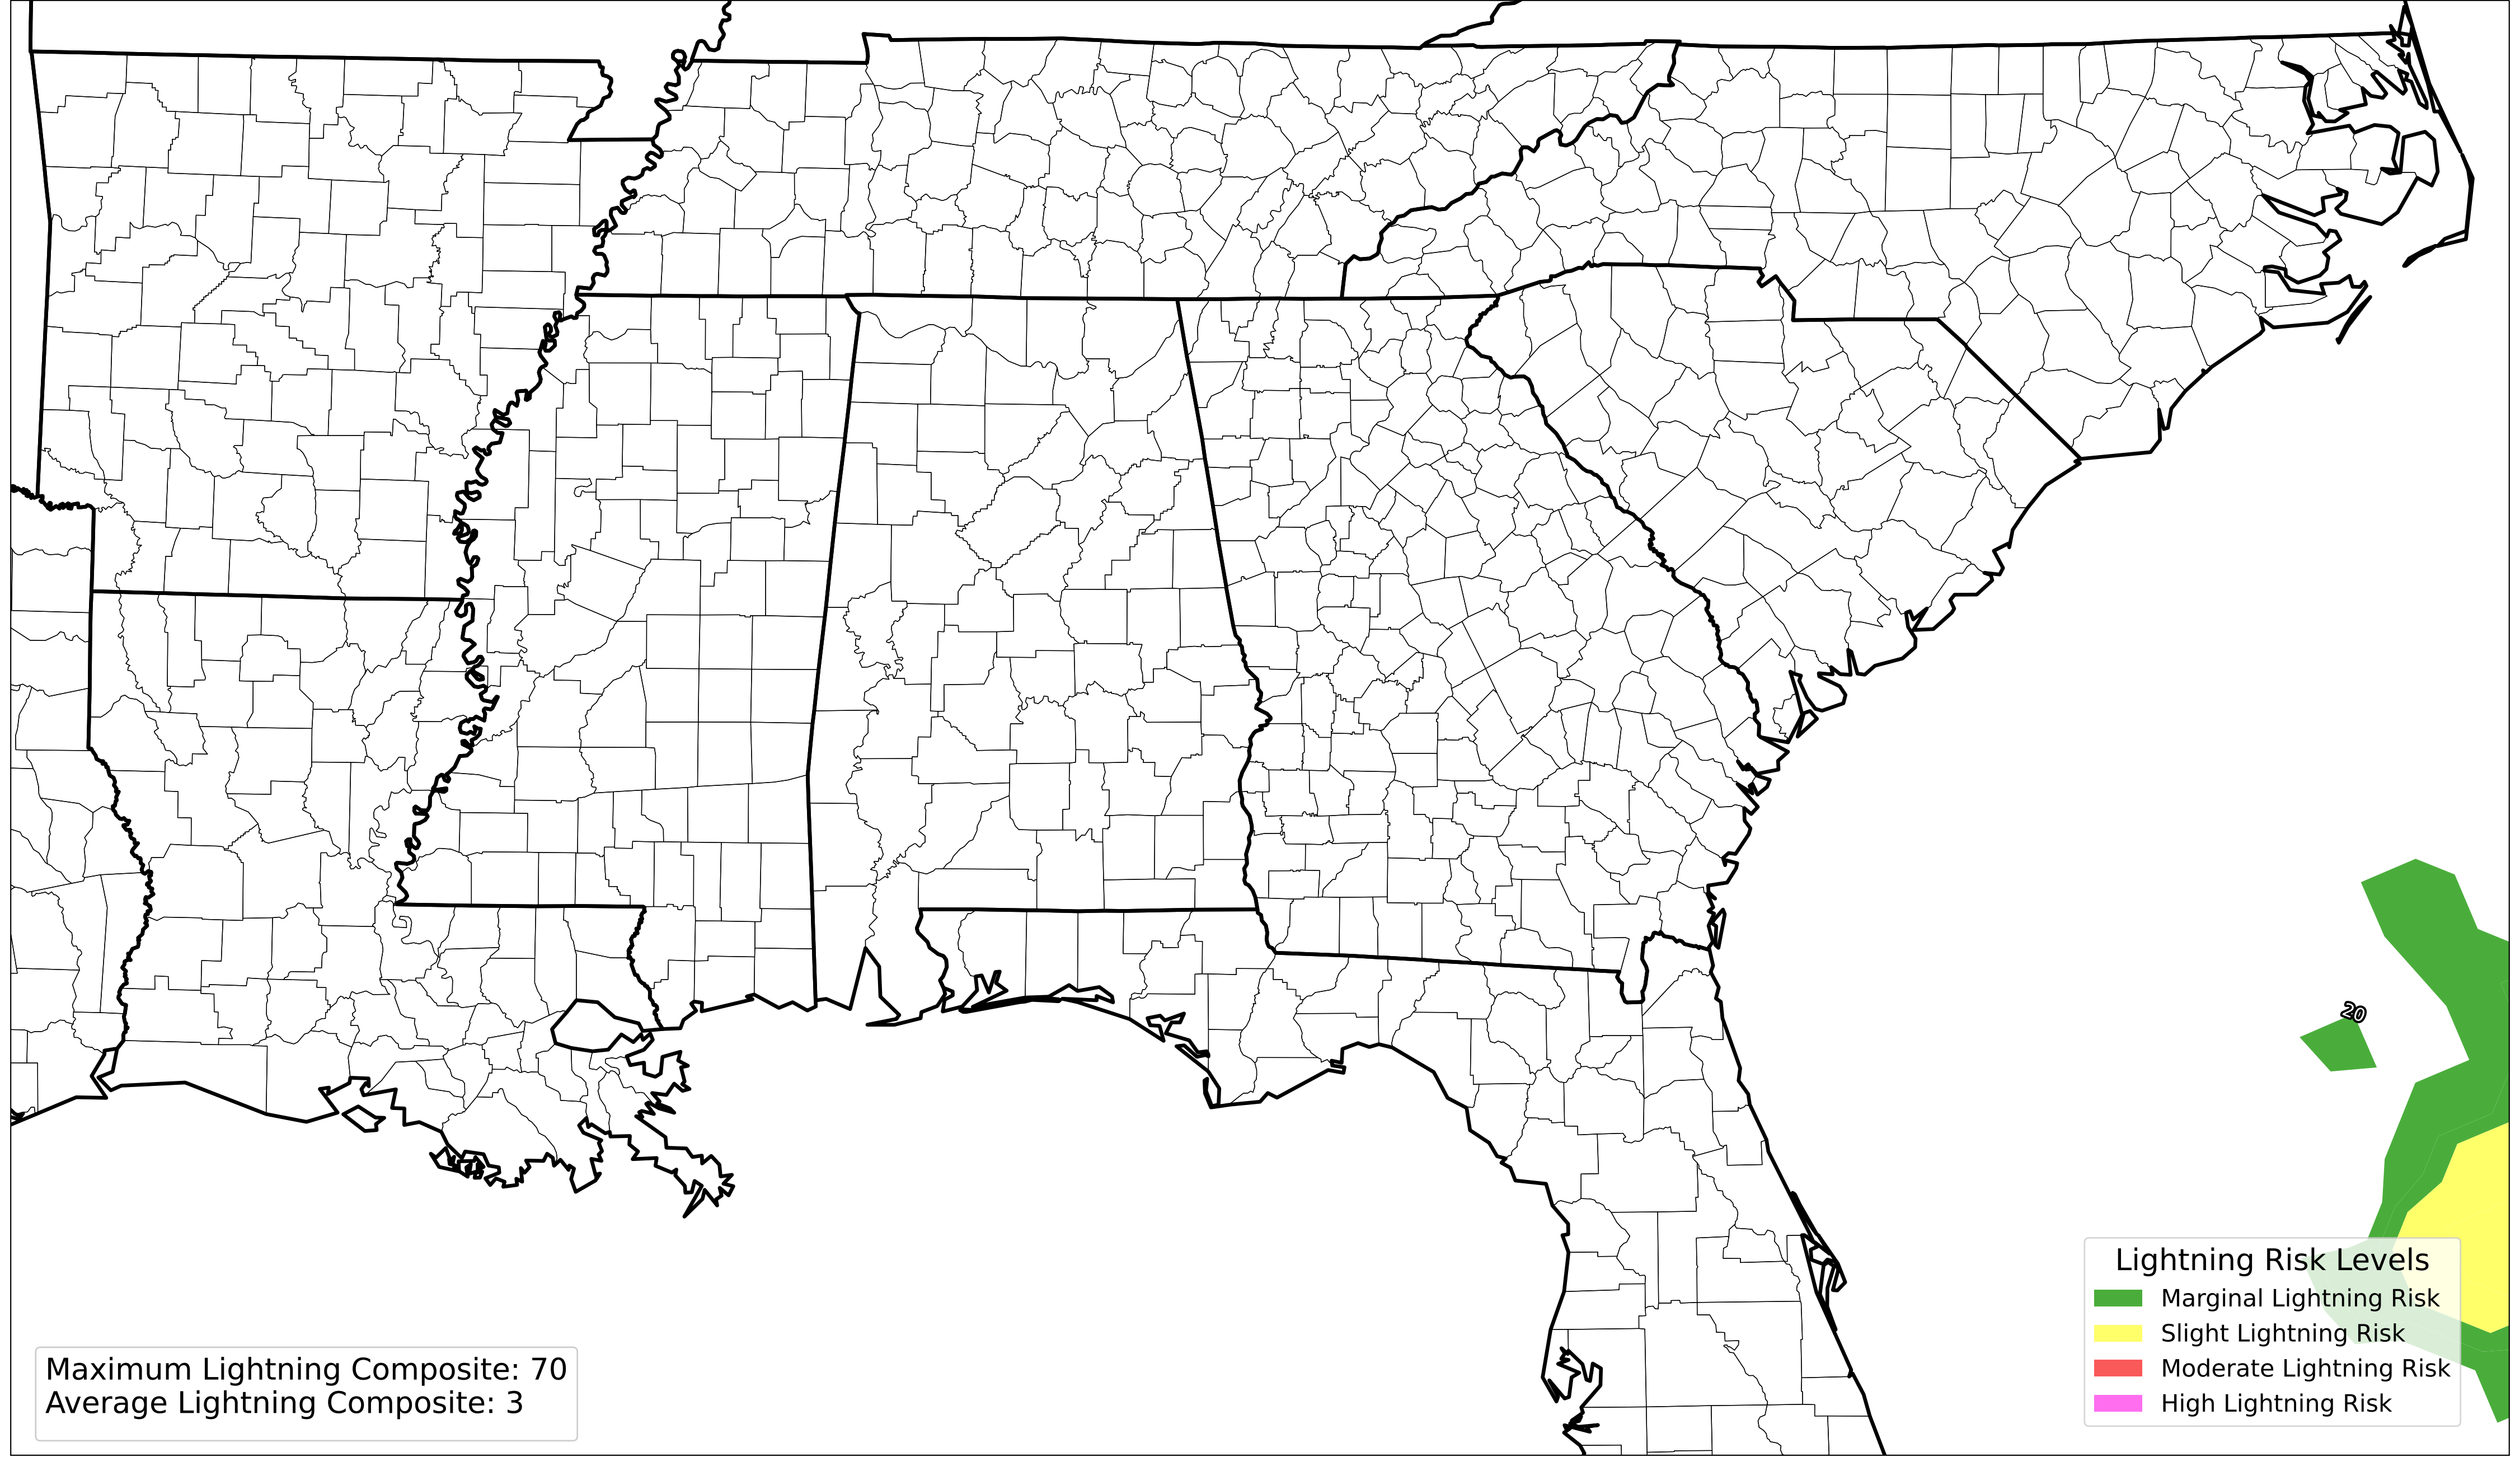 20
Lightning Risk Levels
Marginal Lightning Risk
Slight Lightning Risk
Moderate Lightning Risk
High Lightning Risk
Maximum Lightning Composite: 70
Average Lightning Composite: 3